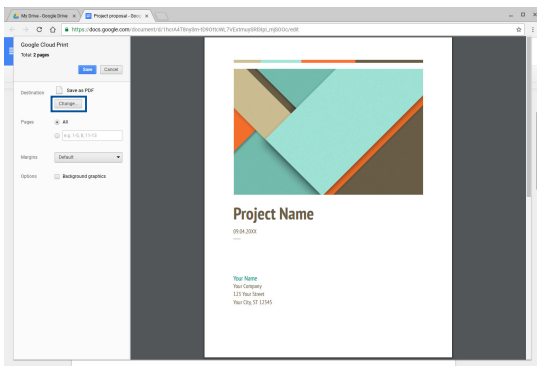 My Drive - Google Drive
Project proposal - Goog
https://docs.google.com
Google Cloud Print
Total: 2 pages
Save
Cancel
Destination
Save as PDF
Change...
Pages
All
e.g. 1-5, 8, 11-13
Margins
Default
Options
Background graphics
Project Name
09.04.20XX
Your Name
Your Company
123 Your Street
Your City, ST 12345